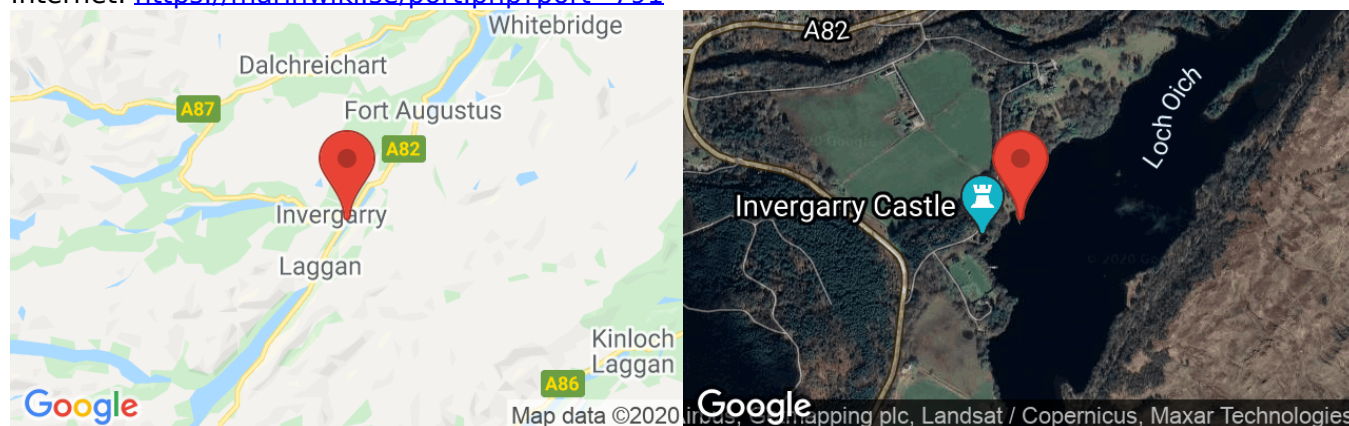 Whitebridge
Dalchreichart
A87
Fort Augustus
A82
Invergarry
Laggan
Kinloch
Laggan
A86
Google
Map data ©2020
A82
Loch Oich
Invergarry Castle
Google
mapping plc, Landsat / Copernicus, Maxar Technologies